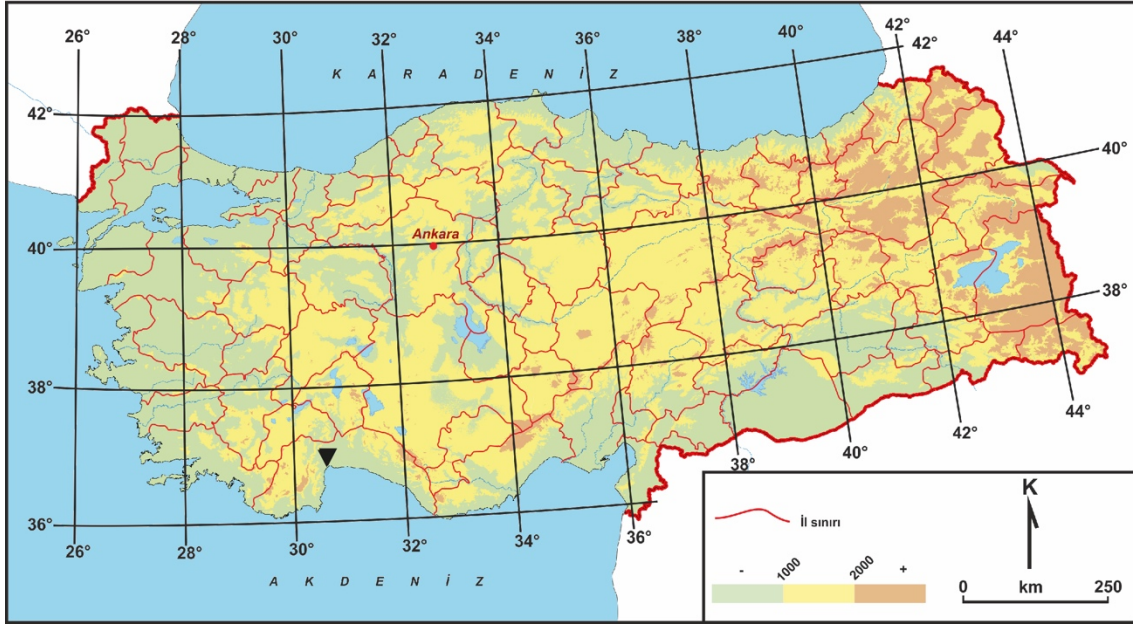 26° 28° 30° 32° 34° 36° 38° 40° 42° 44°
42°
K A R A D E N İ Z
42° 42°
40° 40°
Ankara
38° 38°
36°
26° 28° 30° 32° 34° 36° 38° 40° 42° 44°
A K D E N İ Z
K
İl sınırı
- 1000 2000 +
0 km 250